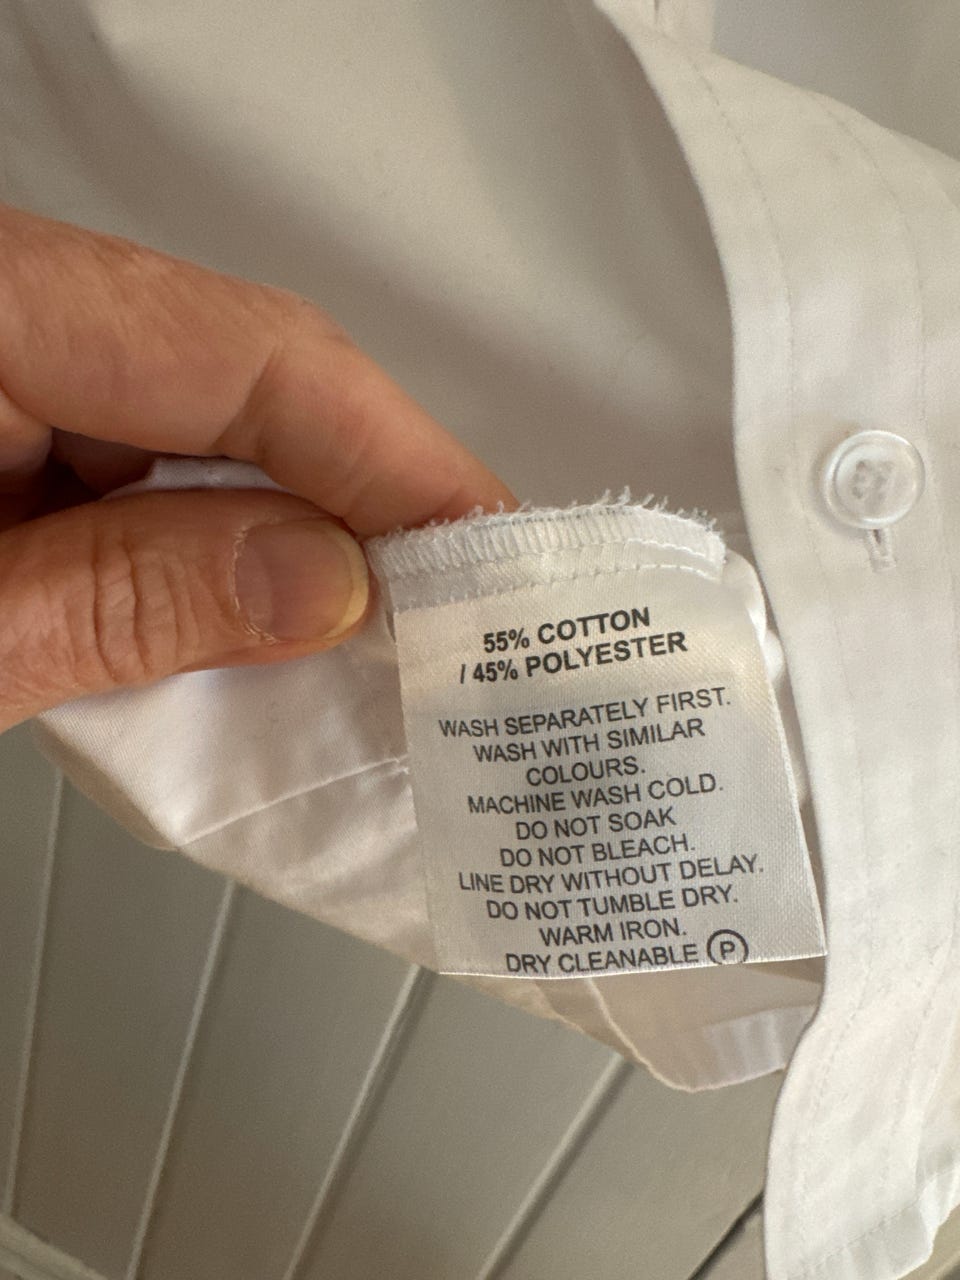 55% COTTON
/ 45% POLYESTER
WASH SEPARATELY FIRST.
WASH WITH SIMILAR
COLOURS.
MACHINE WASH COLD.
DO NOT SOAK
DO NOT BLEACH.
LINE DRY WITHOUT DELAY.
DO NOT TUMBLE DRY.
WARM IRON.
DRY CLEANABLE P